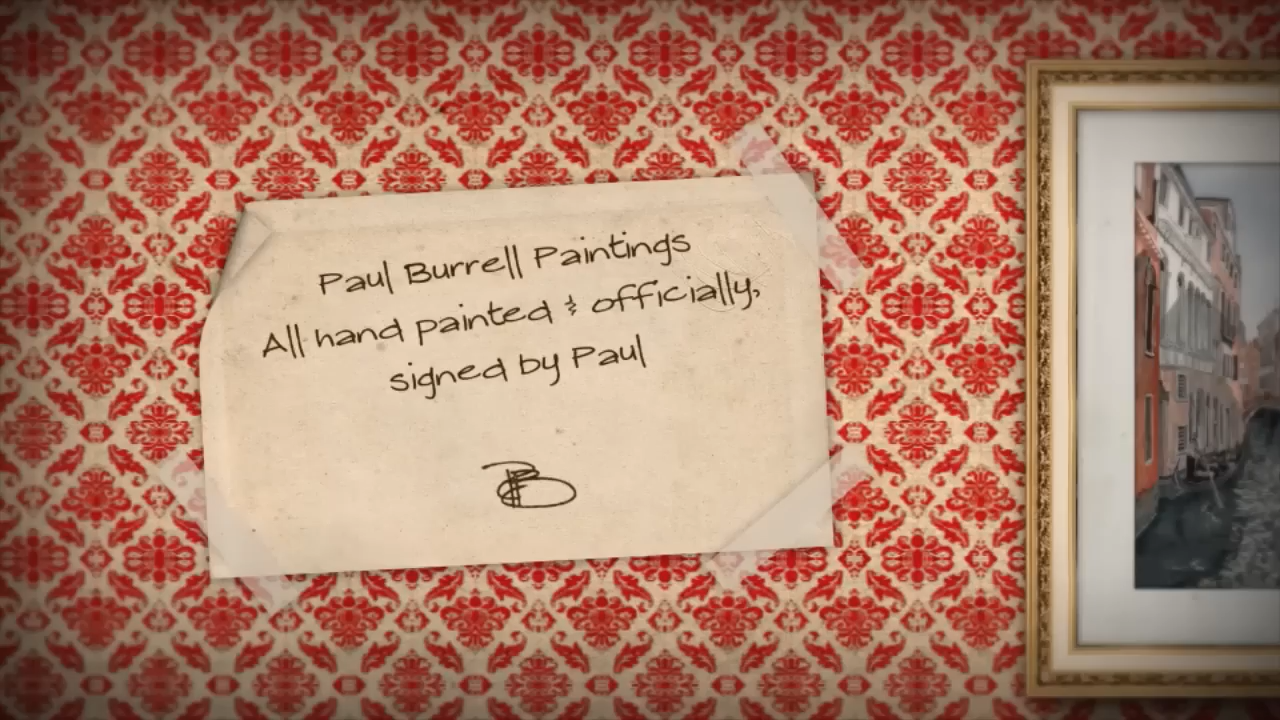 Paul Burrell Paintings
All hand painted & officially,
signed by Paul